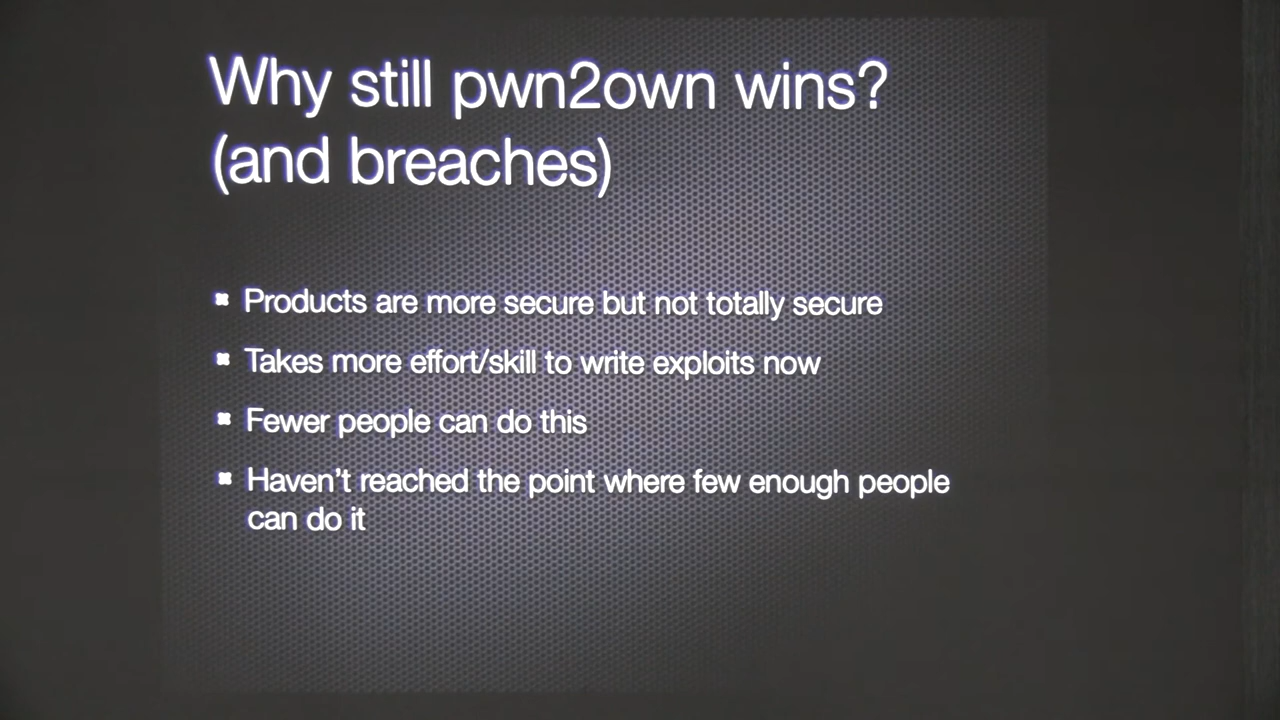 Why still pwn2own wins?
(and breaches)
Products are more secure but not totally secure
Takes more effort/skill to write exploits now
Fewer people can do this
Haven’t reached the point where few enough people
can do it